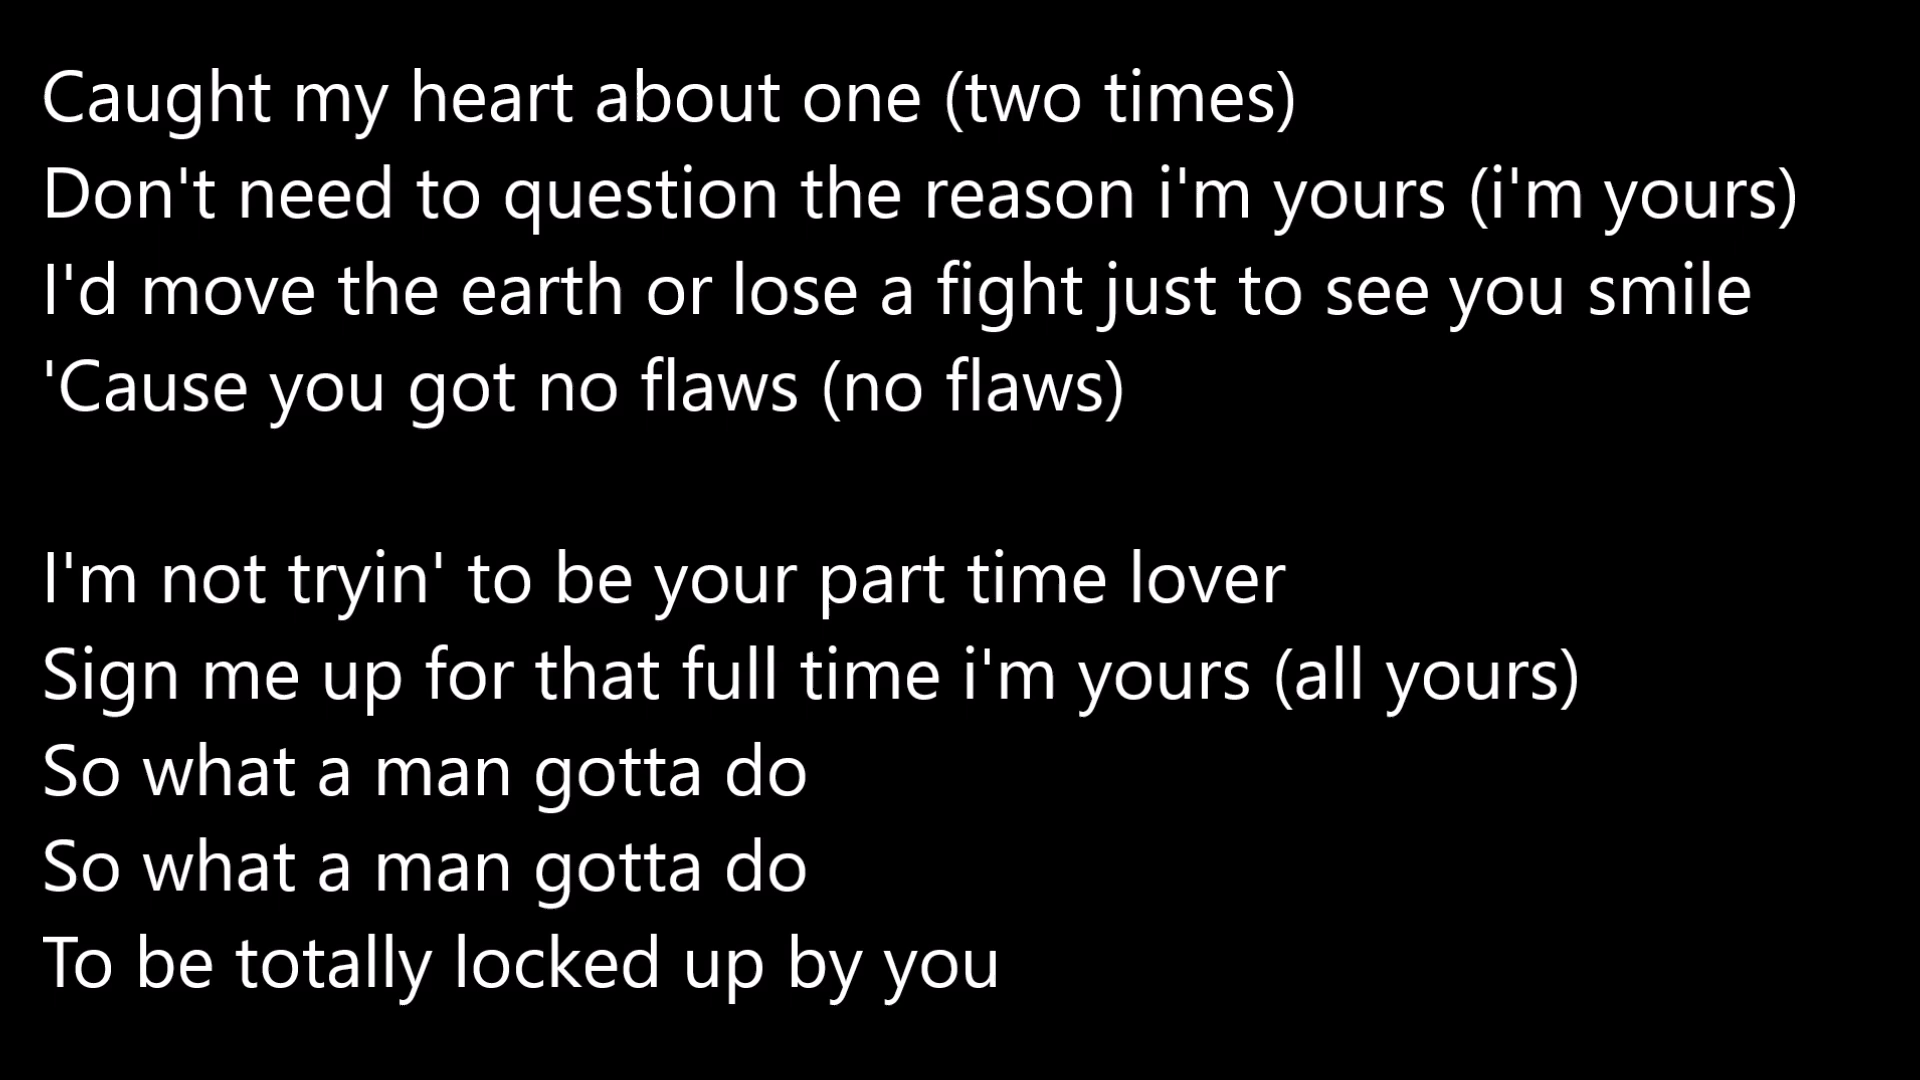 Caught my heart about one (two times)
Don't need to question the reason i'm yours (i'm yours)
I'd move the earth or lose a fight just to see you smile
'Cause you got no flaws (no flaws)

I'm not tryin' to be your part time lover
Sign me up for that full time i'm yours (all yours)
So what a man gotta do
So what a man gotta do
To be totally locked up by you